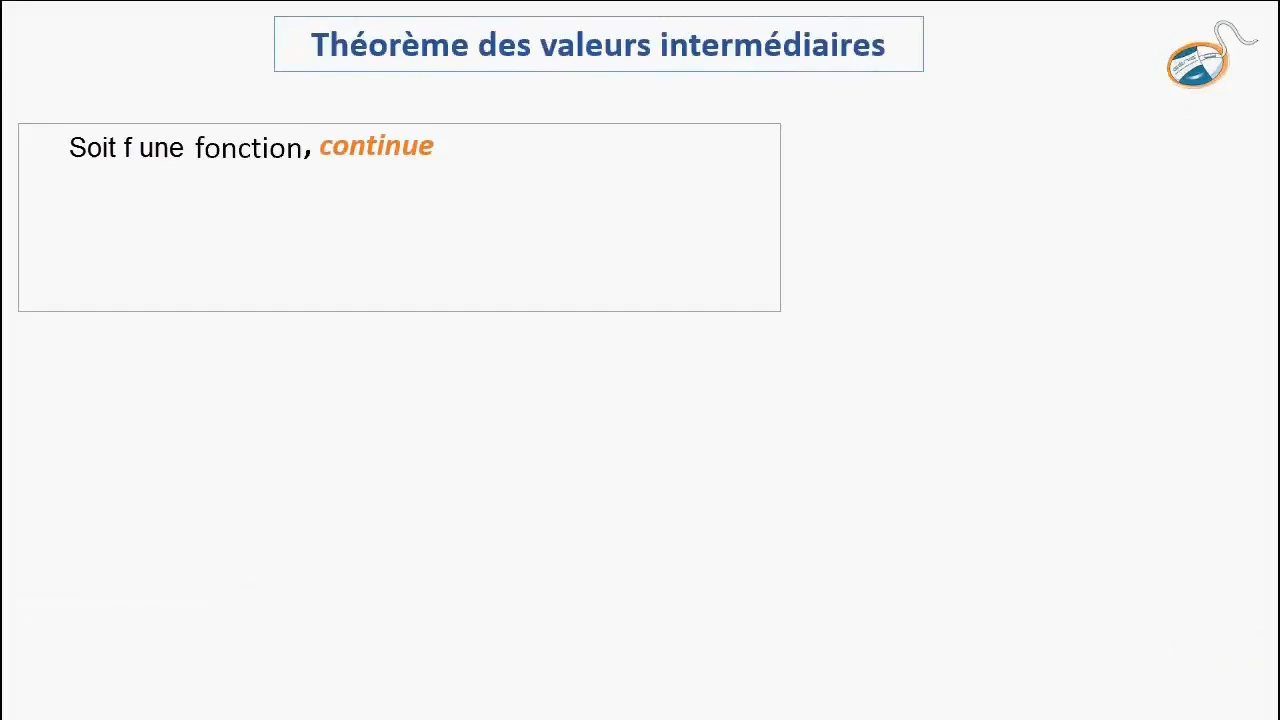 Théorème des valeurs intermédiaires
Soit f une fonction, continue